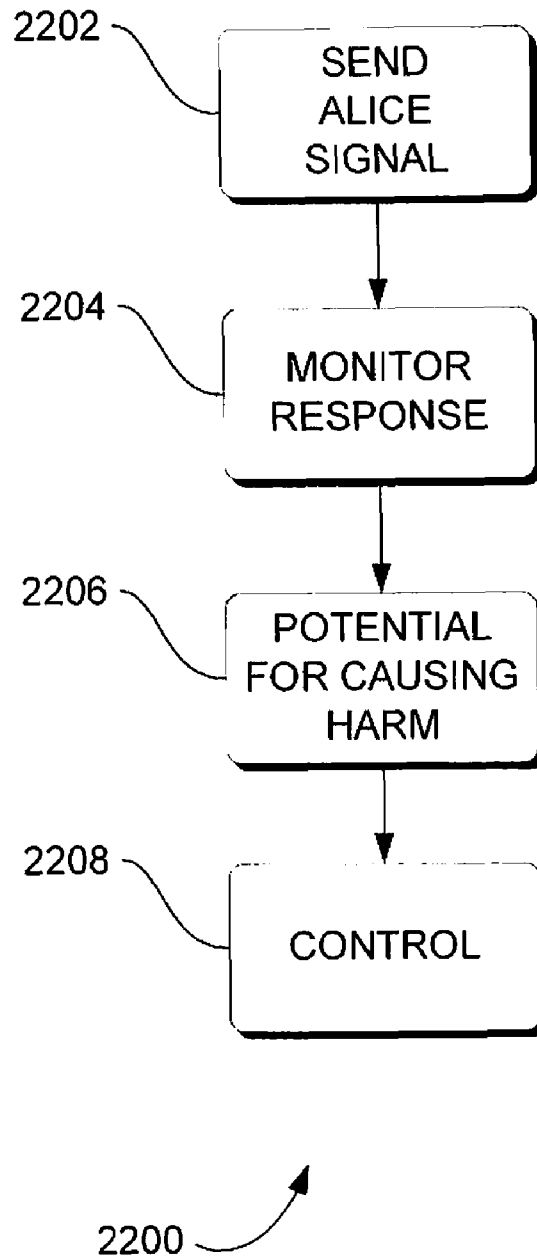 2202
SEND
ALICE
SIGNAL
2204
MONITOR
RESPONSE
2206
POTENTIAL
FOR CAUSING
HARM
2208
CONTROL
2200